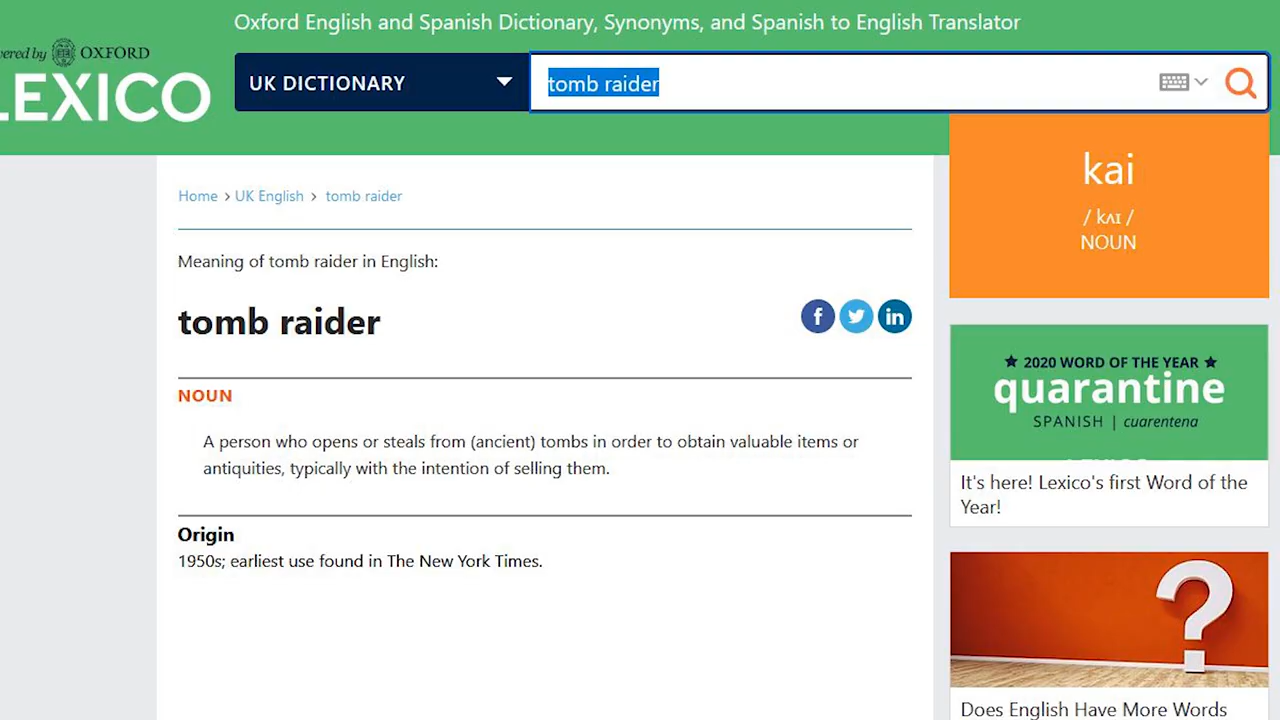 Oxford English and Spanish Dictionary, Synonyms, and Spanish to English Translator
OXFORD
LEXICO
UK DICTIONARY
tomb raider
Home > UK English > tomb raider
Meaning of tomb raider in English:
tomb raider
NOUN
A person who opens or steals from (ancient) tombs in order to obtain valuable items or
antiquities, typically with the intention of selling them.
Origin
1950s; earliest use found in The New York Times.
kai
/ kʌɪ /
NOUN
★ 2020 WORD OF THE YEAR ★
quarantine
SPANISH | cuarentena
It's here! Lexico's first Word of the
Year!
Does English Have More Words